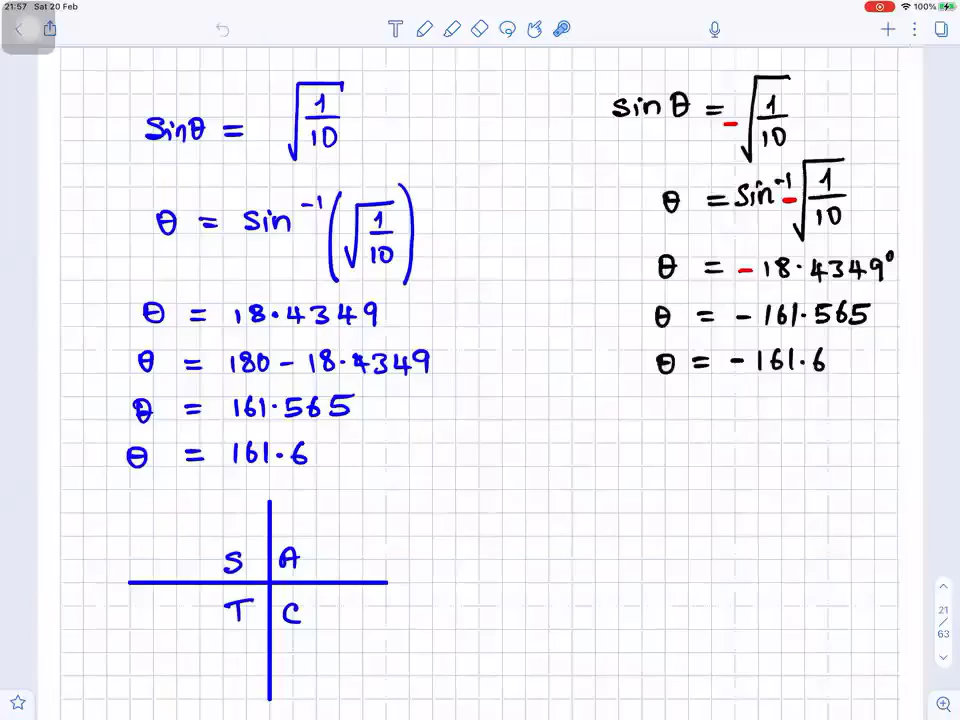 21:57 Sat 20 Feb
100%
T
sinθ = √(1/10)
θ = sin⁻¹(√(1/10))
θ = 18.4349
θ = 180 - 18.4349
θ = 161.565
θ = 161.6
S A
T C
sin θ = -√(1/10)
θ = sin⁻¹ -√(1/10)
θ = -18.4349°
θ = -161.565
θ = -161.6
21
/
63